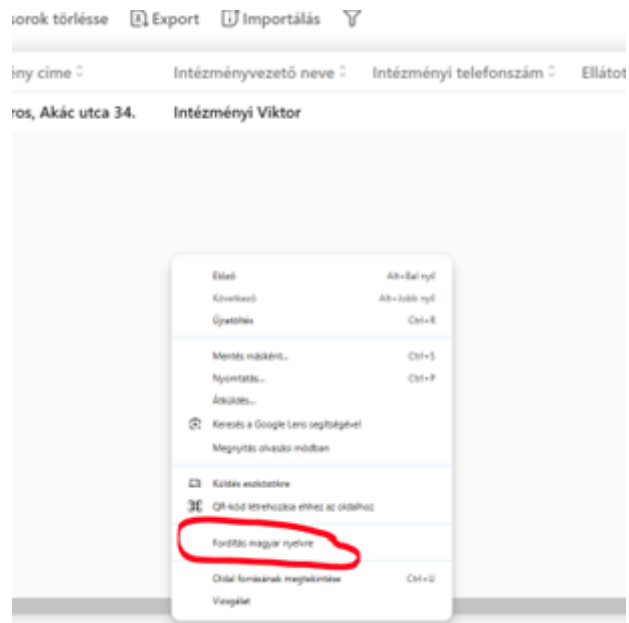 sorok törlésse Export Importálás
ény címe Intézményvezető neve Intézményi telefonszám Ellátot
ros, Akác utca 34. Intézményi Viktor
Előző Alt+Bal nyíl
Következő Alt+Jobb nyíl
Újratöltés Ctrl+R
Mentés másként... Ctrl+S
Nyomtatás... Ctrl+P
Átküldés...
Keresés a Google Lens segítségével
Megnyitás olvasási módban
Küldés eszközökre
QR-kód létrehozása ehhez az oldalhoz
Fordítás magyar nyelvre
Oldal forrásának megtekintése Ctrl+U
Vizsgálat